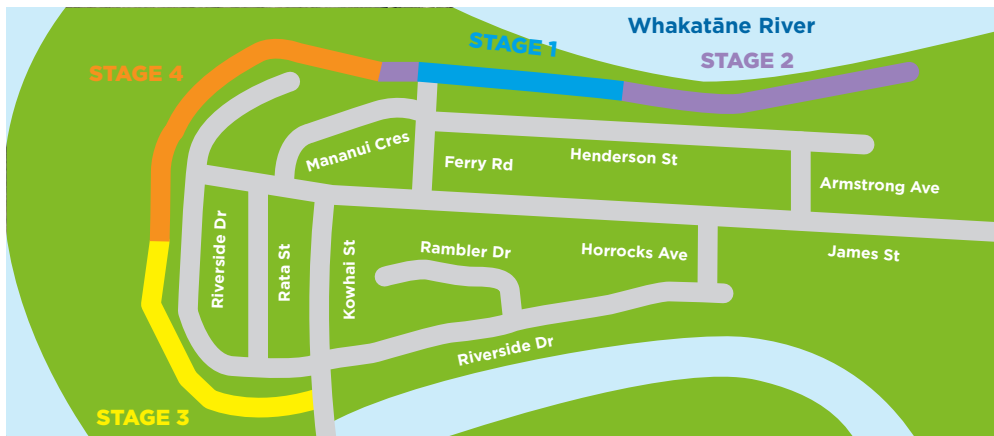 Whakatāne River
STAGE 1
STAGE 2
STAGE 4
Mananui Cres
Ferry Rd
Henderson St
Armstrong Ave
Riverside Dr
Rata St
Kowhai St
Rambler Dr
Horrocks Ave
James St
Riverside Dr
STAGE 3